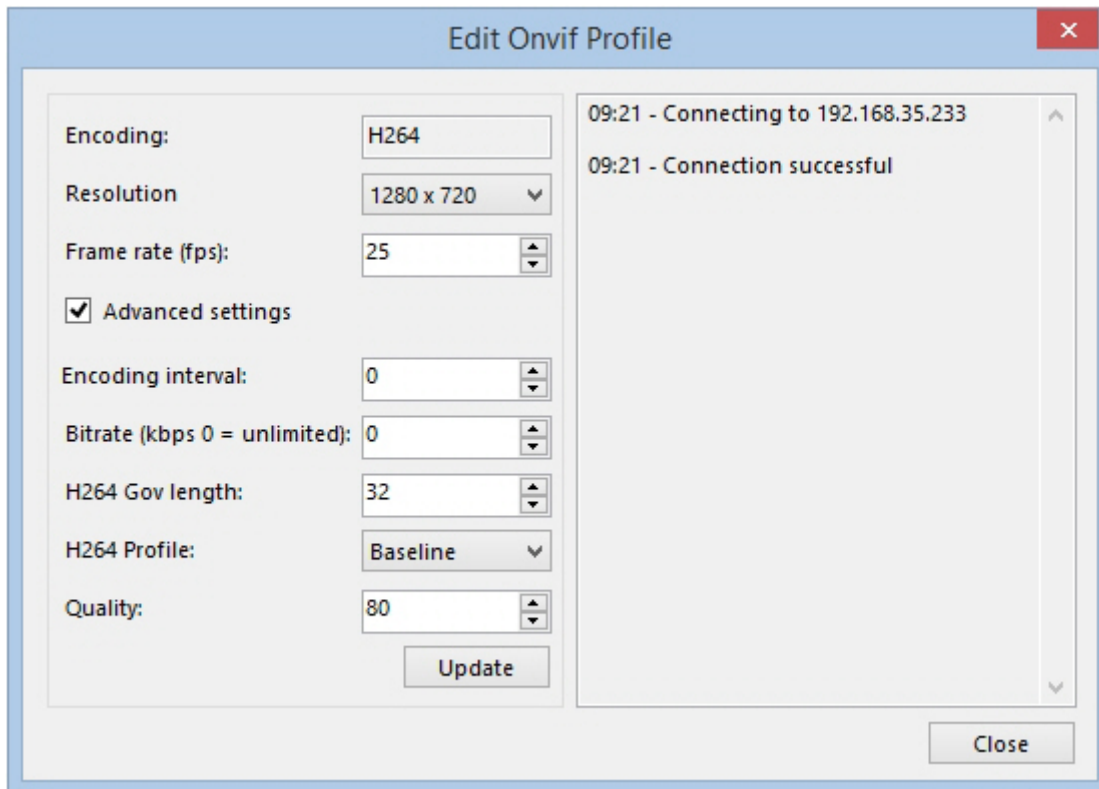 Edit Onvif Profile
Encoding: H264
Resolution 1280 x 720
Frame rate (fps): 25
Advanced settings
Encoding interval: 0
Bitrate (kbps 0 = unlimited): 0
H264 Gov length: 32
H264 Profile: Baseline
Quality: 80
Update
09:21 - Connecting to 192.168.35.233
09:21 - Connection successful
Close